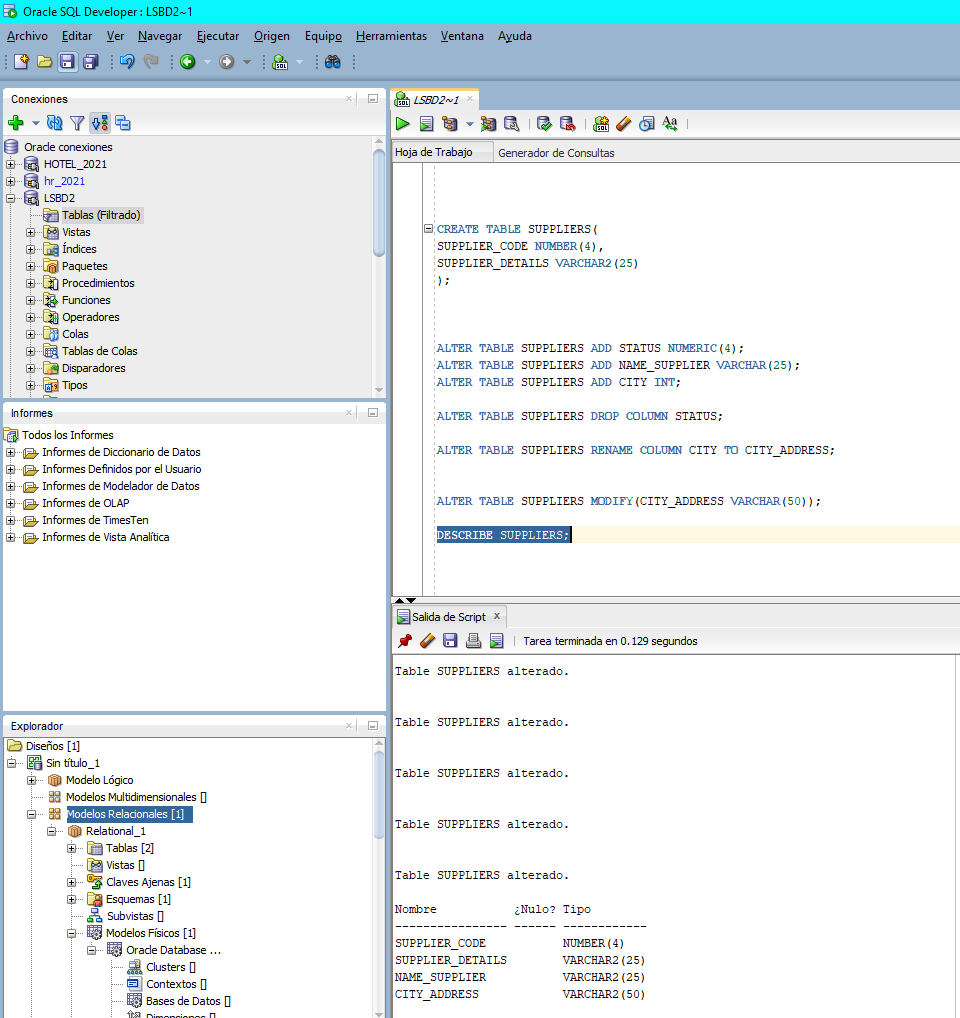 Oracle SQL Developer : LSBD2~1
Archivo Editar Ver Navegar Ejecutar Origen Equipo Herramientas Ventana Ayuda
Conexiones
Oracle conexiones
HOTEL_2021
hr_2021
LSBD2
Tablas (Filtrado)
Vistas
Índices
Paquetes
Procedimientos
Funciones
Operadores
Colas
Tablas de Colas
Disparadores
Tipos
Informes
Todos los Informes
Informes de Diccionario de Datos
Informes Definidos por el Usuario
Informes de Modelador de Datos
Informes de OLAP
Informes de TimesTen
Informes de Vista Analítica
Explorador
Diseños [1]
Sin título_1
Modelo Lógico
Modelos Multidimensionales []
Modelos Relacionales [1]
Relational_1
Tablas [2]
Vistas []
Claves Ajenas [1]
Esquemas [1]
Subvistas []
Modelos Físicos [1]
Oracle Database ...
Clusters []
Contextos []
Bases de Datos []
Dimensiones []
LSBD2~1
Hoja de Trabajo Generador de Consultas
CREATE TABLE SUPPLIERS(
SUPPLIER_CODE NUMBER(4),
SUPPLIER_DETAILS VARCHAR2(25)
);
ALTER TABLE SUPPLIERS ADD STATUS NUMERIC(4);
ALTER TABLE SUPPLIERS ADD NAME_SUPPLIER VARCHAR(25);
ALTER TABLE SUPPLIERS ADD CITY INT;
ALTER TABLE SUPPLIERS DROP COLUMN STATUS;
ALTER TABLE SUPPLIERS RENAME COLUMN CITY TO CITY_ADDRESS;
ALTER TABLE SUPPLIERS MODIFY(CITY_ADDRESS VARCHAR(50));
DESCRIBE SUPPLIERS;
Salida de Script
Tarea terminada en 0.129 segundos
Table SUPPLIERS alterado.
Table SUPPLIERS alterado.
Table SUPPLIERS alterado.
Table SUPPLIERS alterado.
Table SUPPLIERS alterado.
Nombre ¿Nulo? Tipo
---------------- ------ ------------
SUPPLIER_CODE NUMBER(4)
SUPPLIER_DETAILS VARCHAR2(25)
NAME_SUPPLIER VARCHAR2(25)
CITY_ADDRESS VARCHAR2(50)